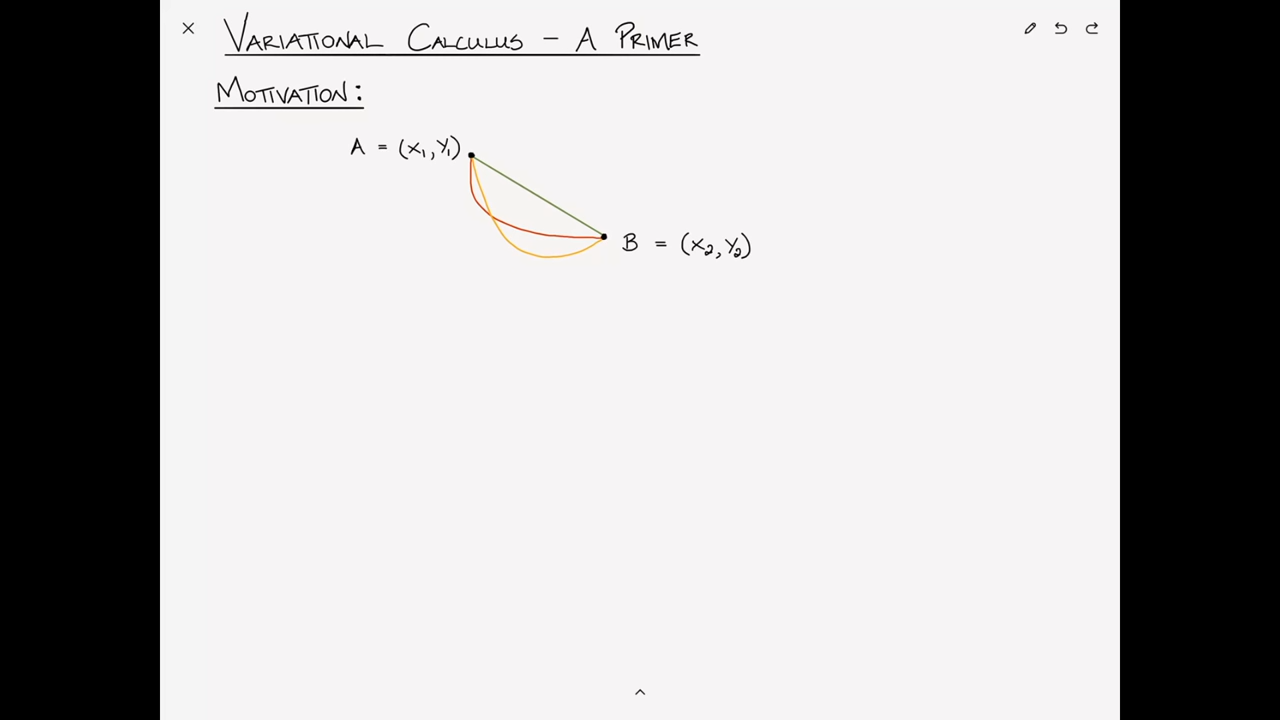 VARIATIONAL CALCULUS – A PRIMER
MOTIVATION:
A = (x₁, y₁)
B = (x₂, y₂)